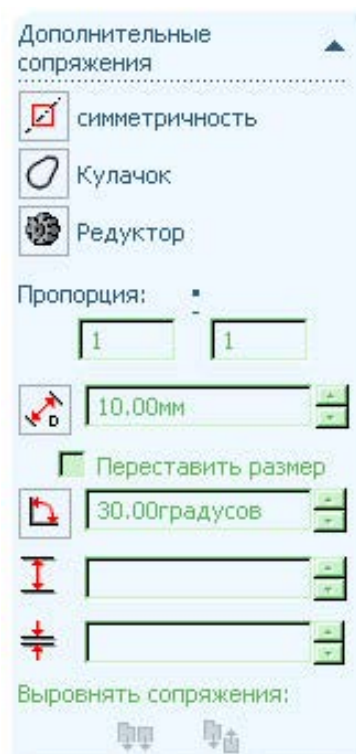 Дополнительные
сопряжения
симметричность
Кулачок
Редуктор
Пропорция: :
1 1
D 10.00мм
Переставить размер
30.00градусов
Выровнять сопряжения: